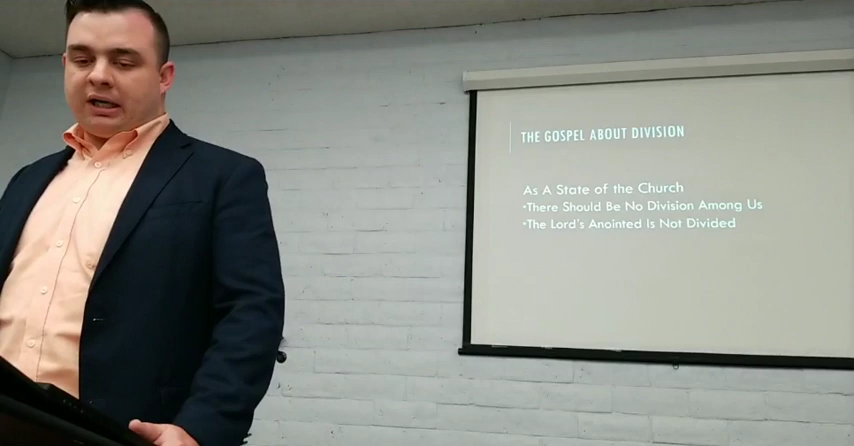 THE GOSPEL ABOUT DIVISION
As A State of the Church
•There Should Be No Division Among Us
•The Lord's Anointed Is Not Divided